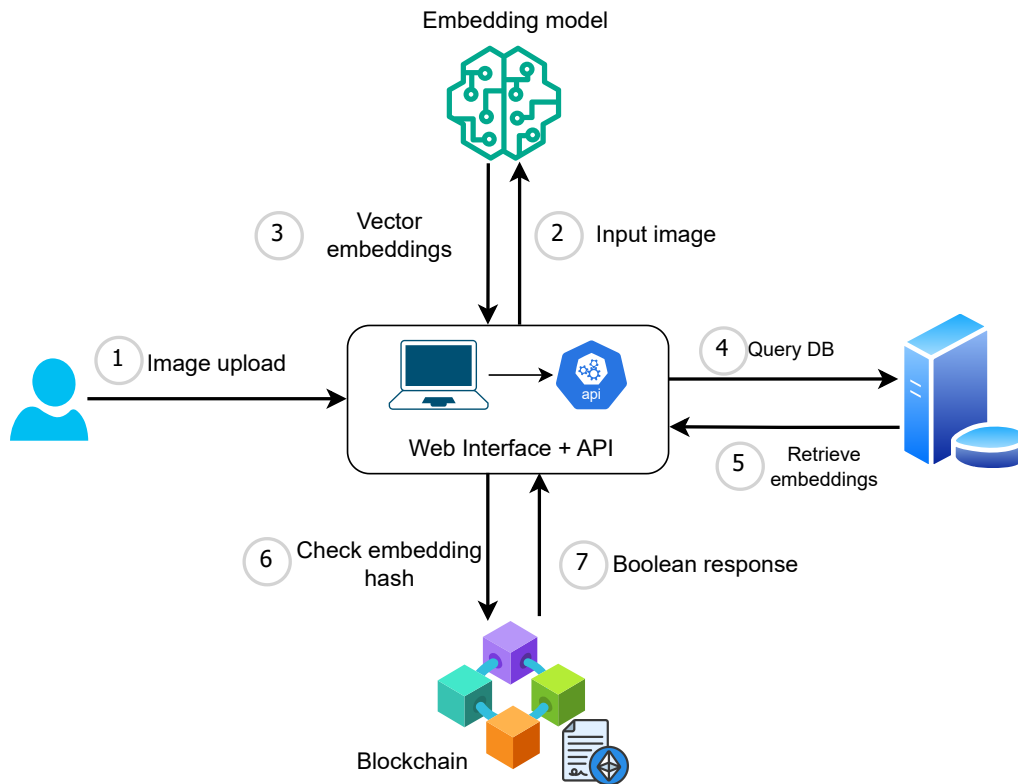 Embedding model
3
Vector
embeddings
2
Input image
1
Image upload
4
Query DB
api
Web Interface + API
5
Retrieve
embeddings
6
Check embedding
hash
7
Boolean response
Blockchain